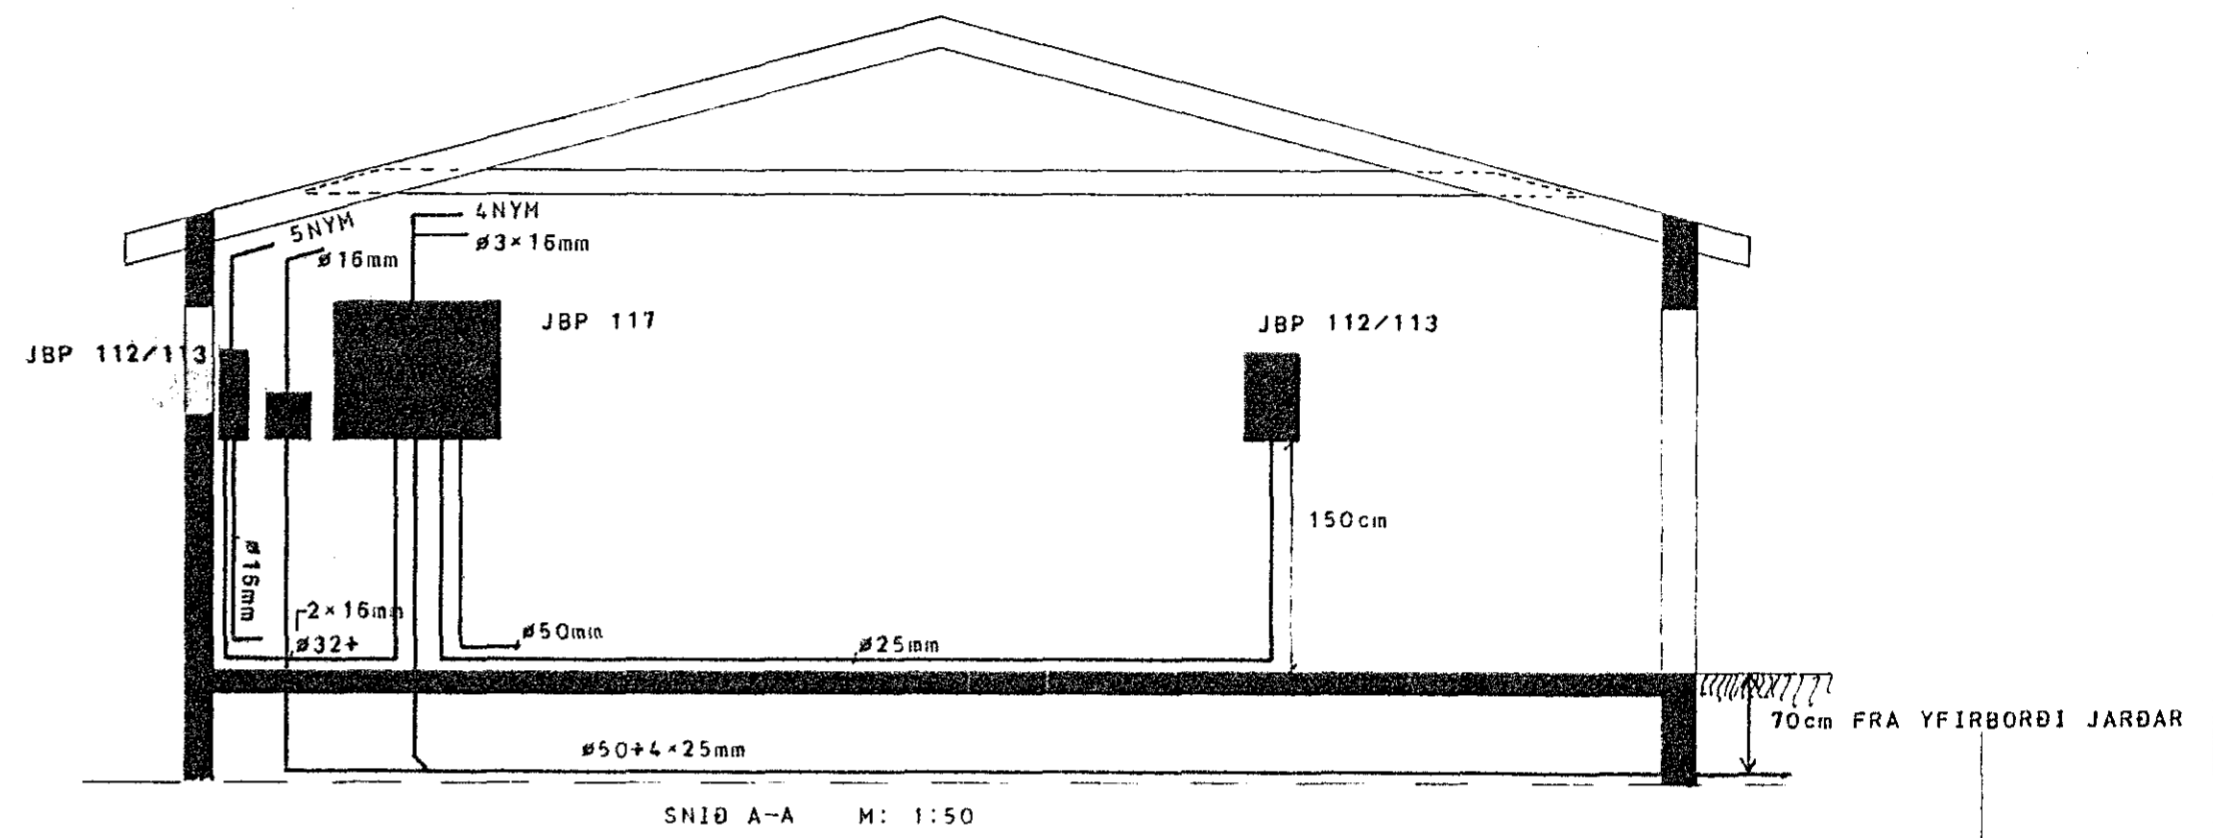 4NYM
5NYM
ø3×16mm
ø16mm
JBP 117
JBP 112/113
JBP 112/113
150cm
ø16mm
2×16mm
ø32+
ø50mm
ø25mm
70cm FRA YFIRBORÐI JARÐAR
ø50+4×25mm
SNIÐ A-A M: 1:50